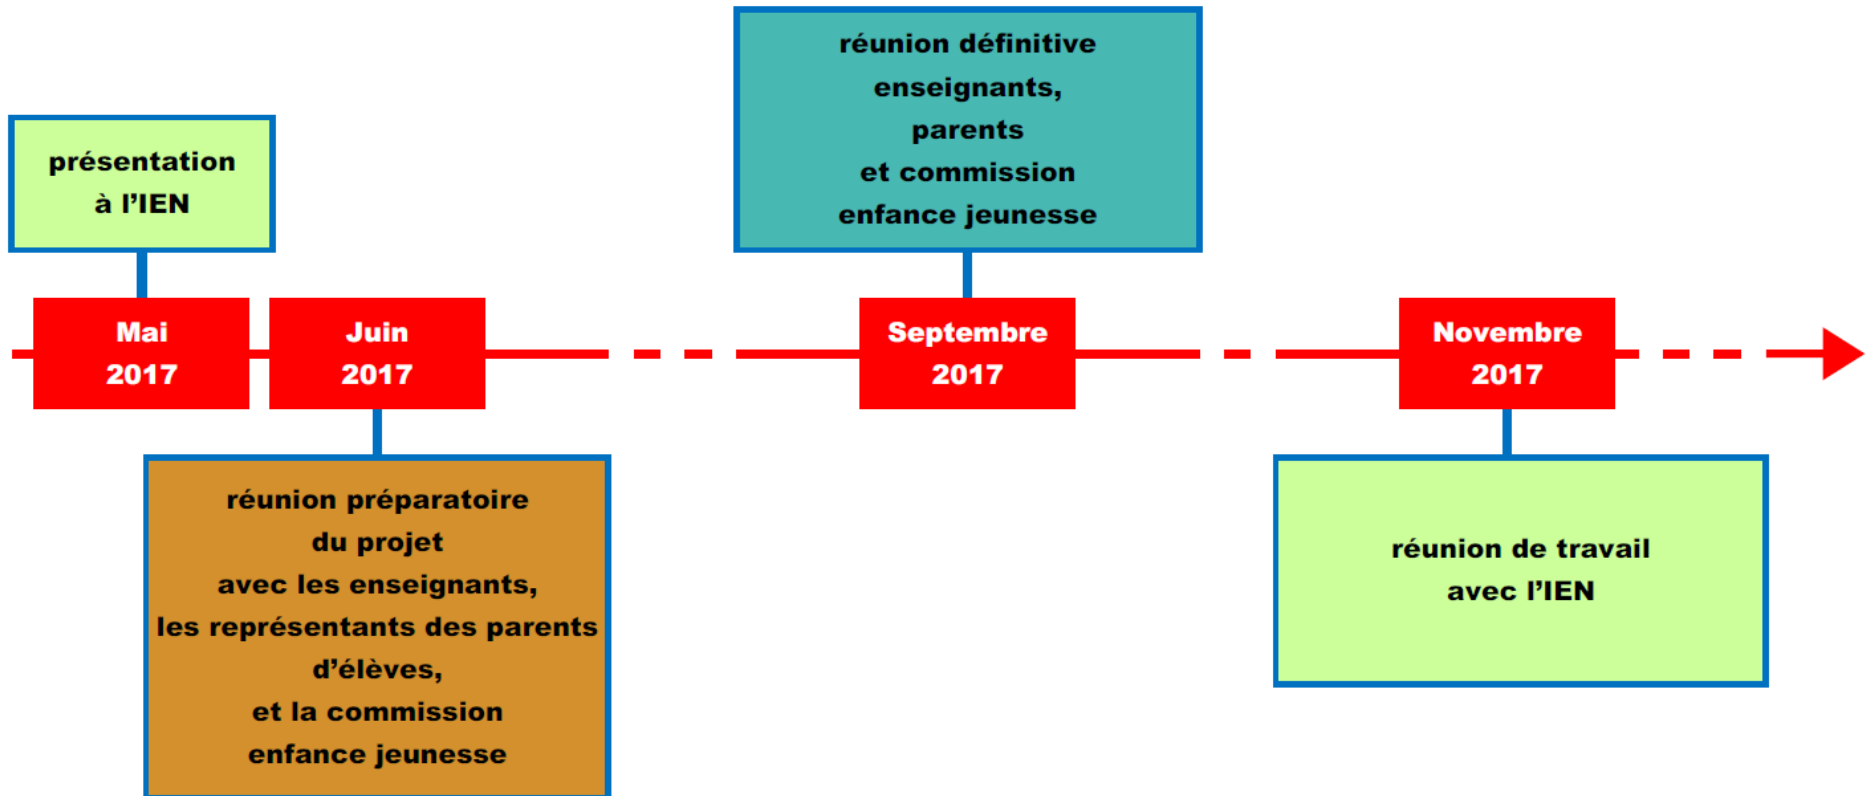 présentation
à l’IEN
réunion définitive
enseignants,
parents
et commission
enfance jeunesse
Mai
2017
Juin
2017
Septembre
2017
Novembre
2017
réunion préparatoire
du projet
avec les enseignants,
les représentants des parents
d’élèves,
et la commission
enfance jeunesse
réunion de travail
avec l’IEN